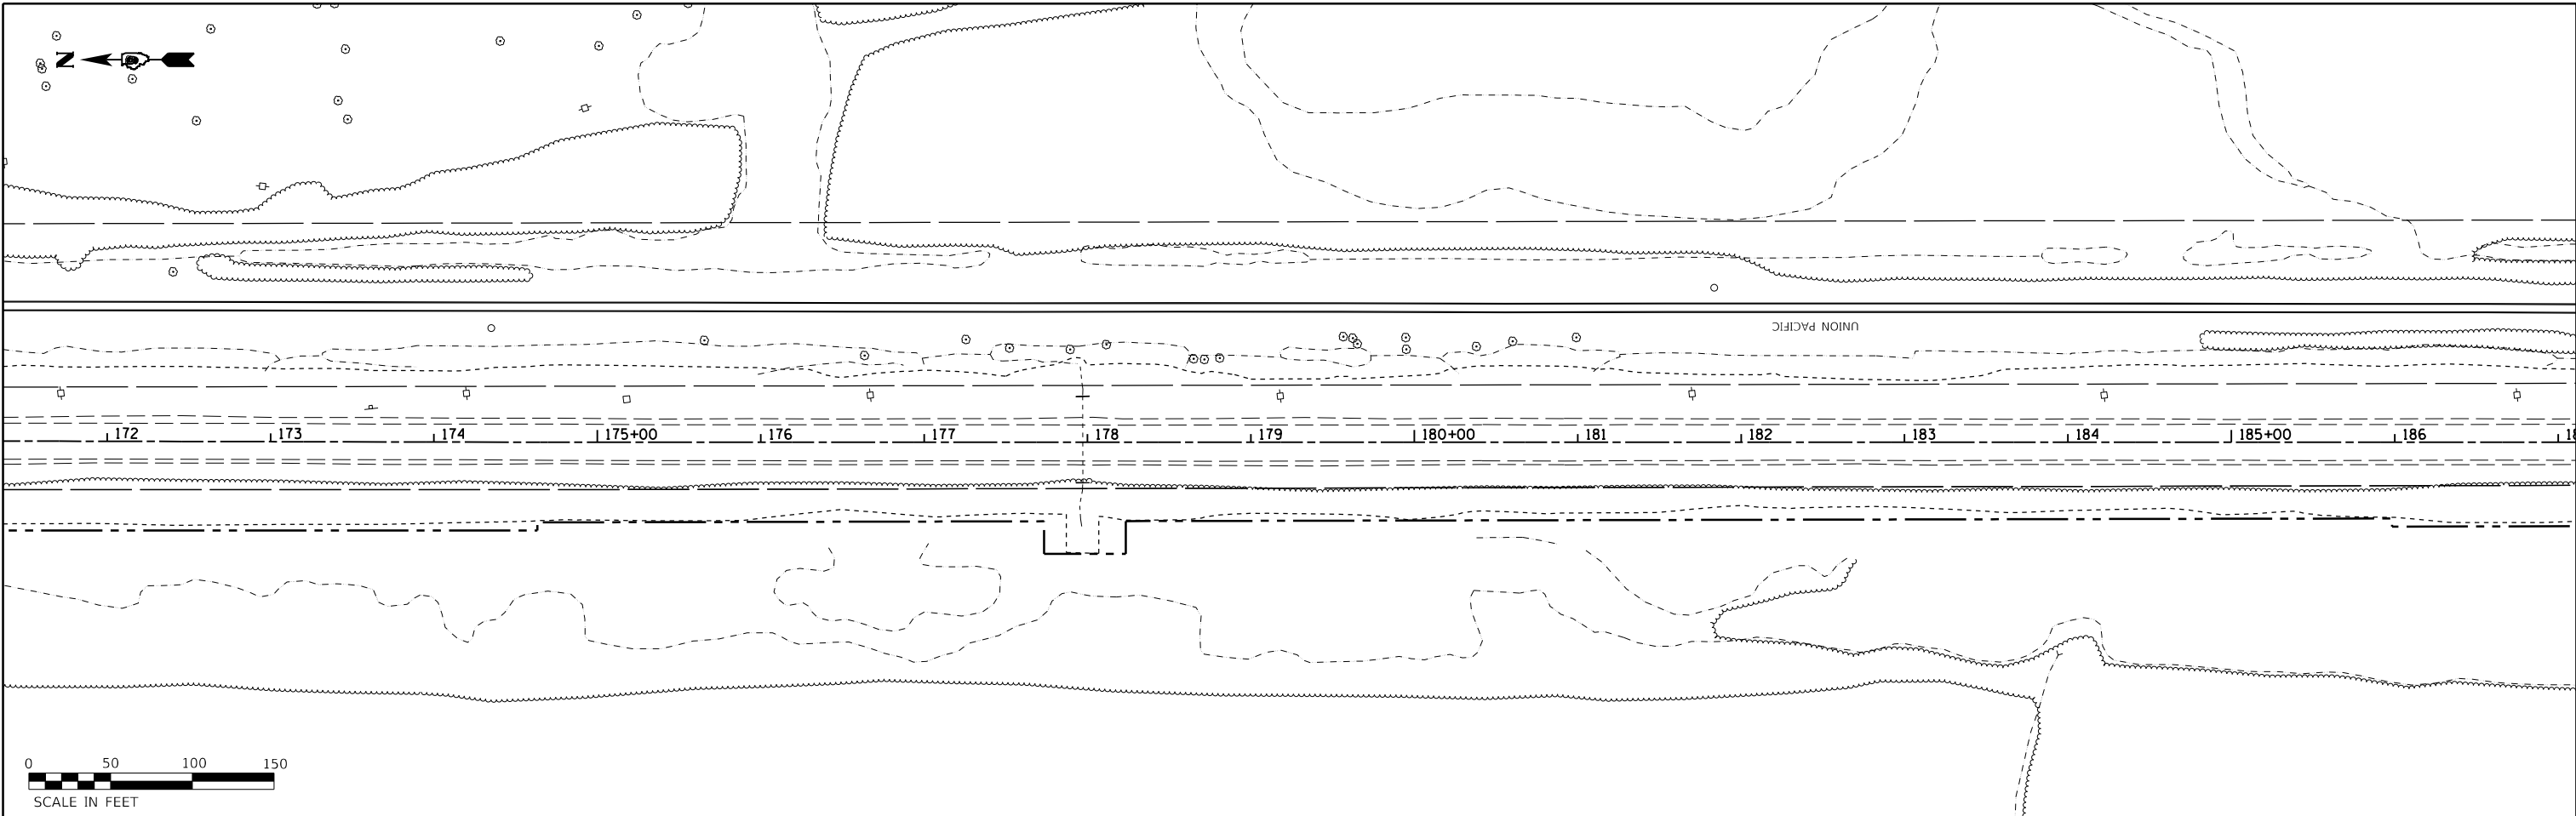 N
UNION PACIFIC
172 173 174 175+00 176 177 178 179 180+00 181 182 183 184 185+00 186
0 50 100 150
SCALE IN FEET